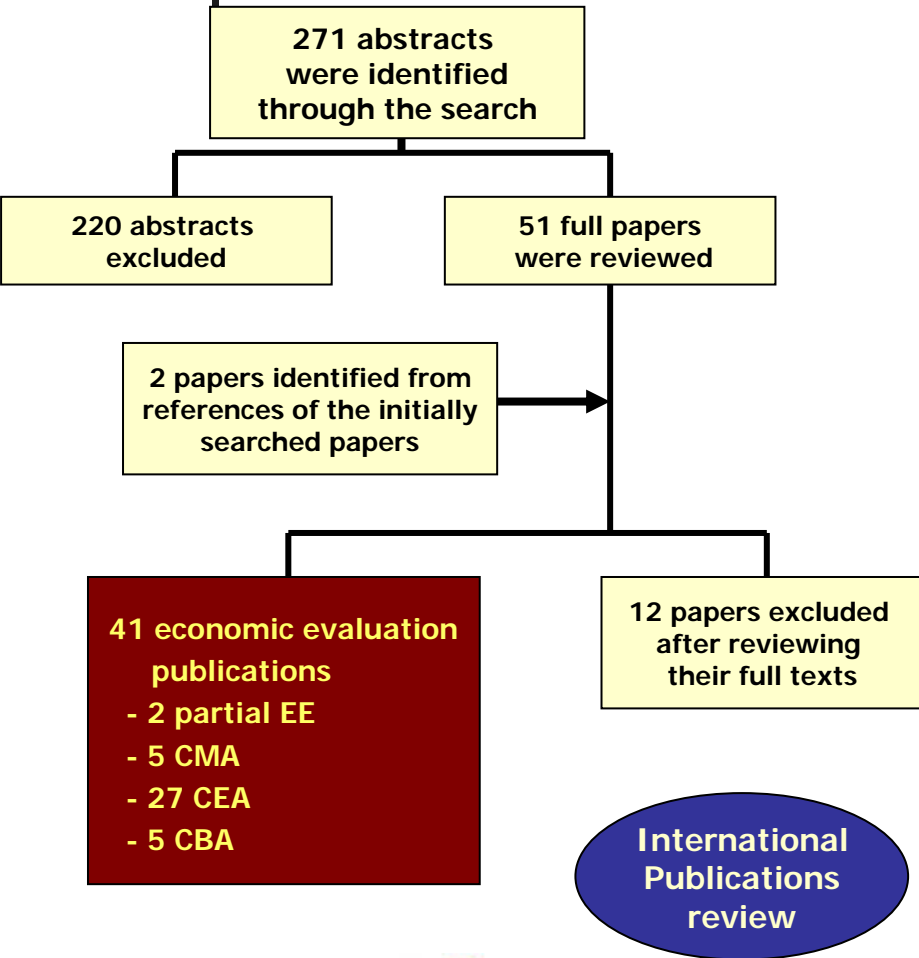 271 abstracts
were identified
through the search
220 abstracts
excluded
51 full papers
were reviewed
2 papers identified from
references of the initially
searched papers
41 economic evaluation
publications
- 2 partial EE
- 5 CMA
- 27 CEA
- 5 CBA
12 papers excluded
after reviewing
their full texts
International
Publications
review